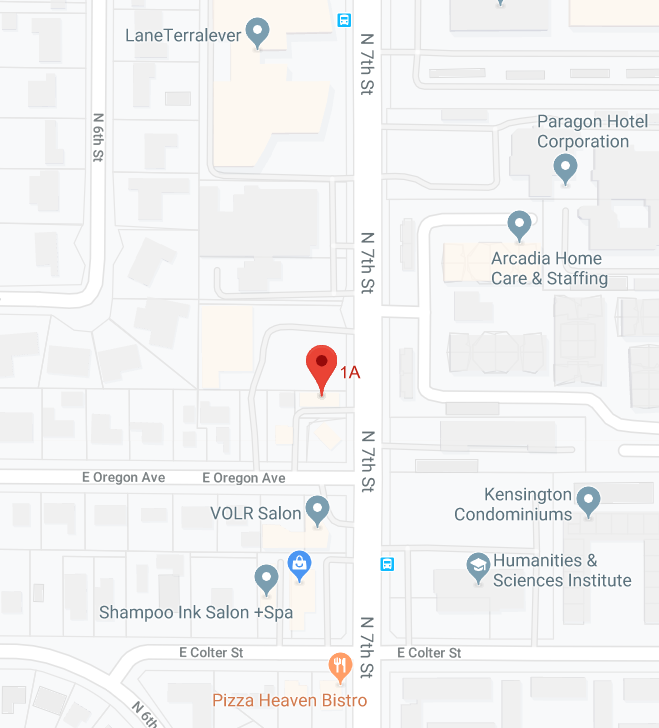 LaneTerralever
N 7th St
N 6th St
Paragon Hotel
Corporation
N 7th St
Arcadia Home
Care & Staffing
1A
N 7th St
E Oregon Ave
E Oregon Ave
Kensington
Condominiums
VOLR Salon
Humanities &
Sciences Institute
Shampoo Ink Salon +Spa
N 7th St
E Colter St
E Colter St
Pizza Heaven Bistro
N 6th